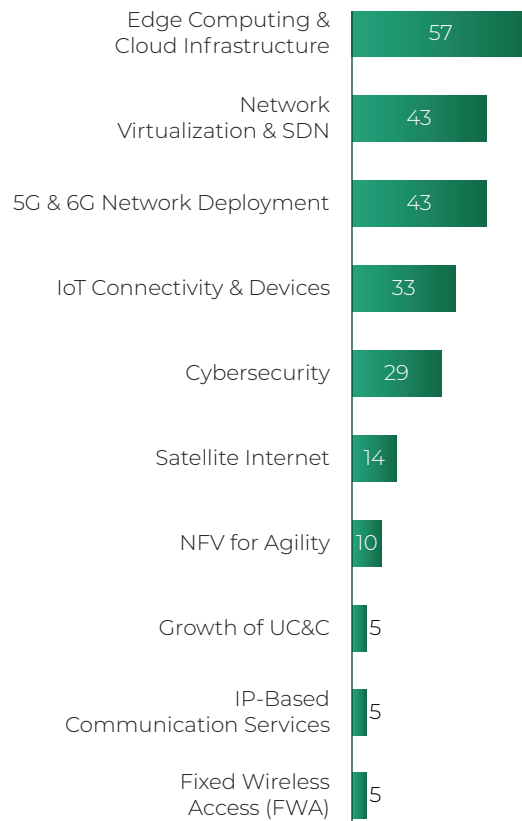 Edge Computing &
Cloud Infrastructure
57
Network
Virtualization & SDN
43
5G & 6G Network Deployment
43
IoT Connectivity & Devices
33
Cybersecurity
29
Satellite Internet
14
NFV for Agility
10
Growth of UC&C
5
IP-Based
Communication Services
5
Fixed Wireless
Access (FWA)
5